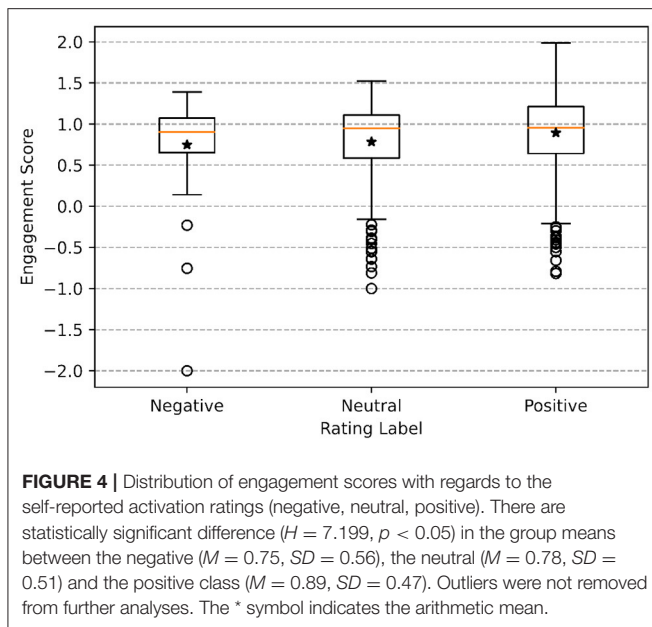 2.0
1.5
1.0
0.5
0.0
-0.5
-1.0
-1.5
-2.0
Engagement Score
Negative
Neutral
Positive
Rating Label
FIGURE 4 | Distribution of engagement scores with regards to the
self-reported activation ratings (negative, neutral, positive). There are
statistically significant difference (H = 7.199, p < 0.05) in the group means
between the negative (M = 0.75, SD = 0.56), the neutral (M = 0.78, SD =
0.51) and the positive class (M = 0.89, SD = 0.47). Outliers were not removed
from further analyses. The * symbol indicates the arithmetic mean.